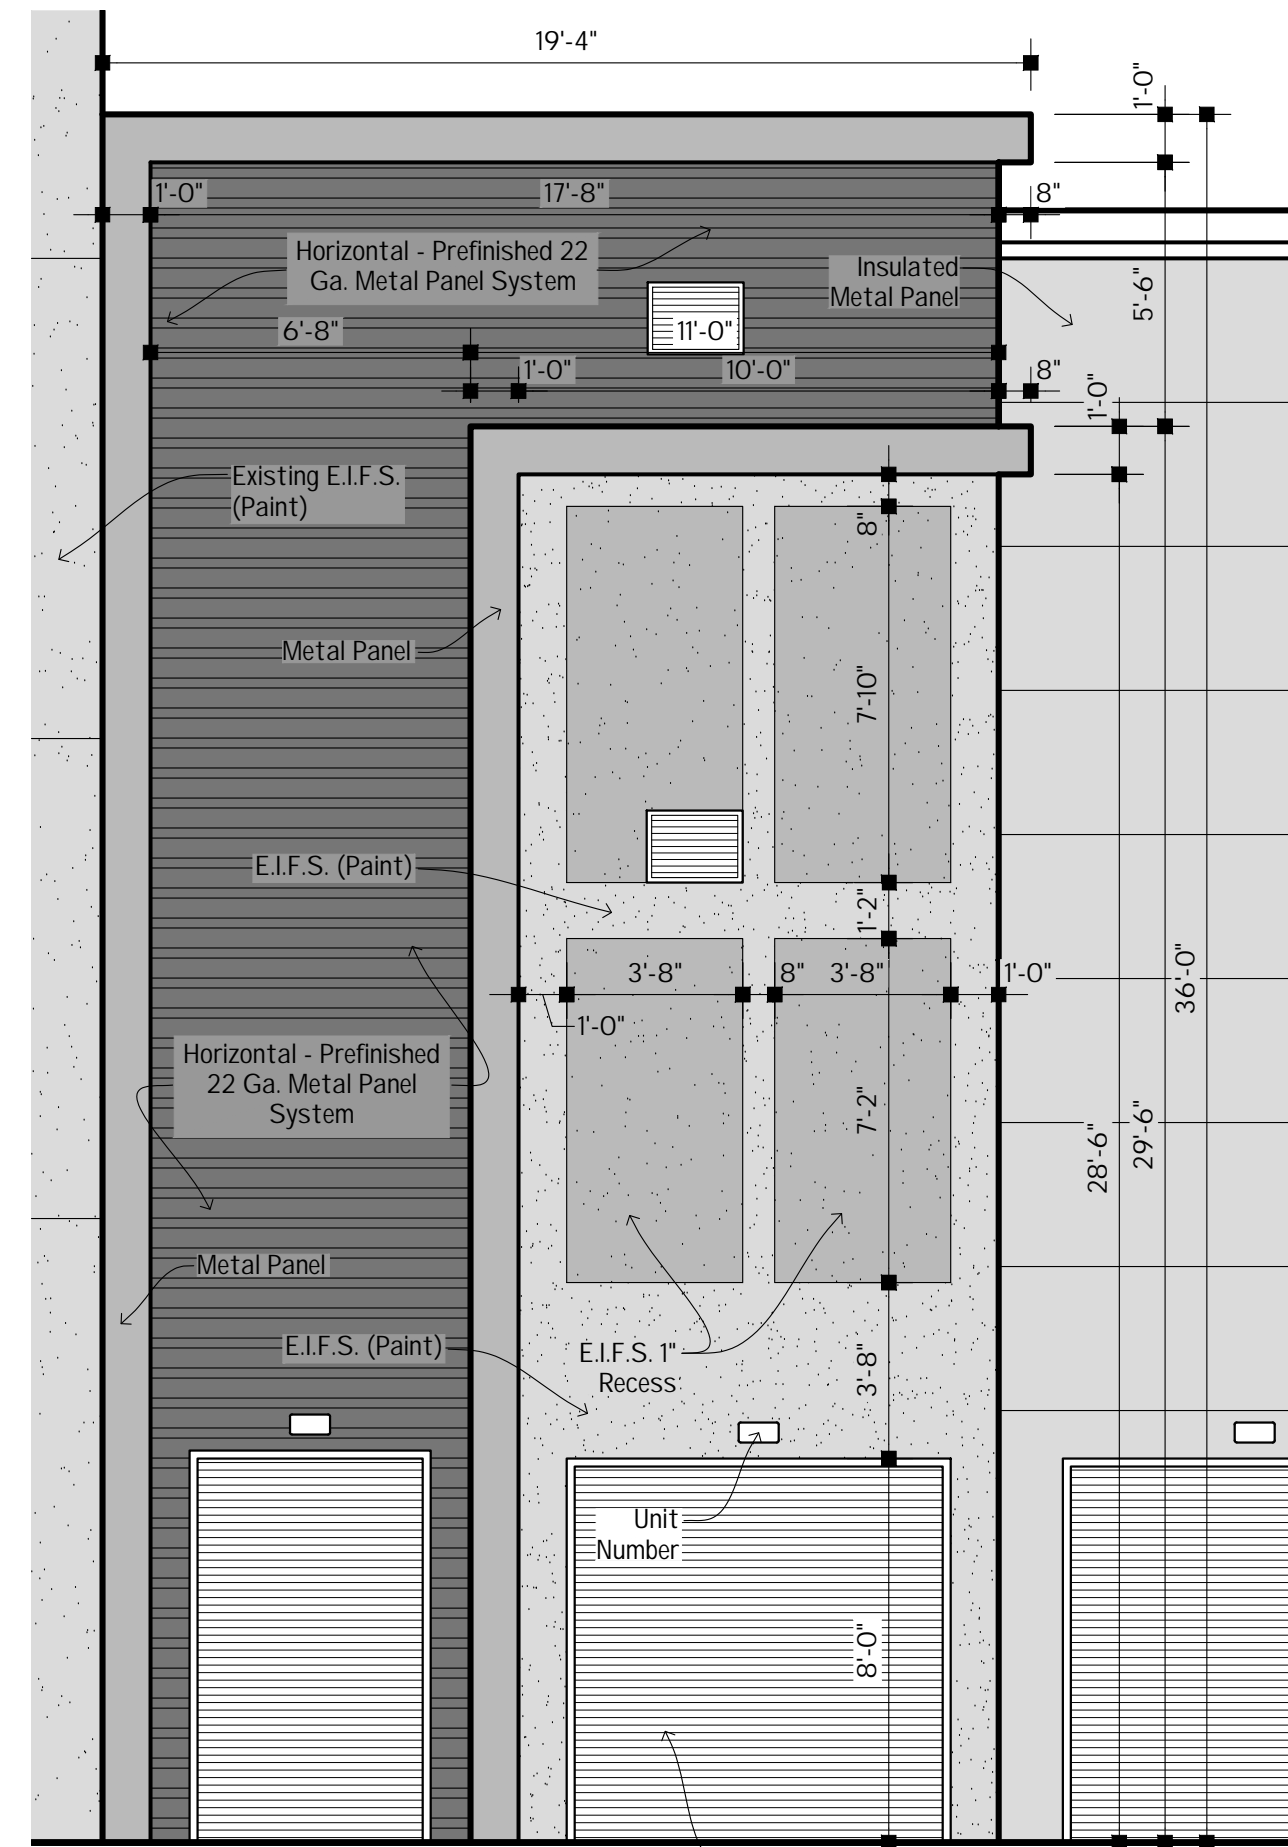 19'-4"
1'-0"
1'-0"
17'-8"
8"
Horizontal - Prefinished 22
Ga. Metal Panel System
Insulated
Metal Panel
5'-6"
6'-8"
11'-0"
1'-0"
10'-0"
8"
1'-0"
Existing E.I.F.S.
(Paint)
8"
Metal Panel
7'-10"
E.I.F.S. (Paint)
1'-2"
3'-8"
8"
3'-8"
1'-0"
1'-0"
36'-0"
Horizontal - Prefinished
22 Ga. Metal Panel
System
7'-2"
28'-6"
29'-6"
Metal Panel
E.I.F.S. (Paint)
E.I.F.S. 1"
Recess
3'-8"
Unit
Number
8'-0"